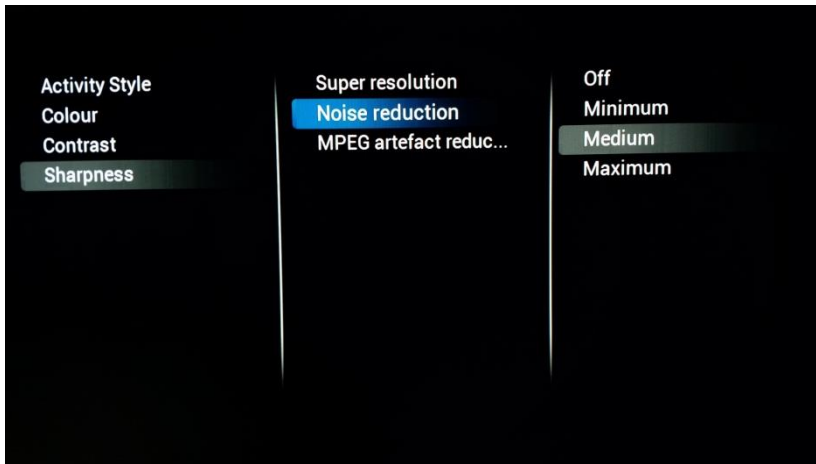 Activity Style
Colour
Contrast
Sharpness
Super resolution
Noise reduction
MPEG artefact reduc...
Off
Minimum
Medium
Maximum